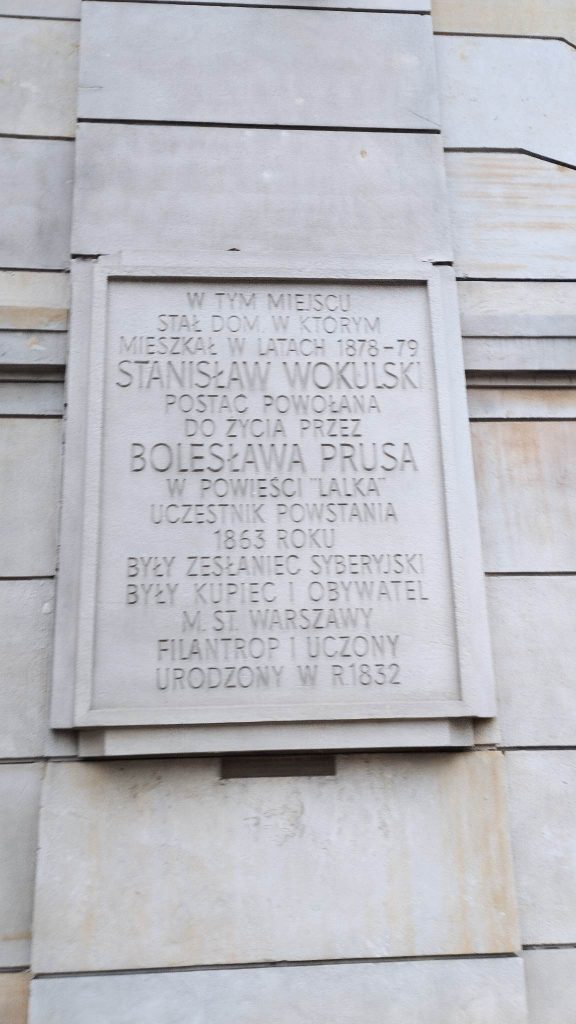 W TYM MIEJSCU
STAŁ DOM, W KTÓRYM
MIESZKAŁ W LATACH 1878-79
STANISŁAW WOKULSKI
POSTAĆ POWOŁANA
DO ŻYCIA PRZEZ
BOLESŁAWA PRUSA
W POWIEŚCI "LALKA"
UCZESTNIK POWSTANIA
1863 ROKU
BYŁY ZESŁANIEC SYBERYJSKI
BYŁY KUPIEC I OBYWATEL
M. ST. WARSZAWY
FILANTROP I UCZONY
URODZONY W R.1832